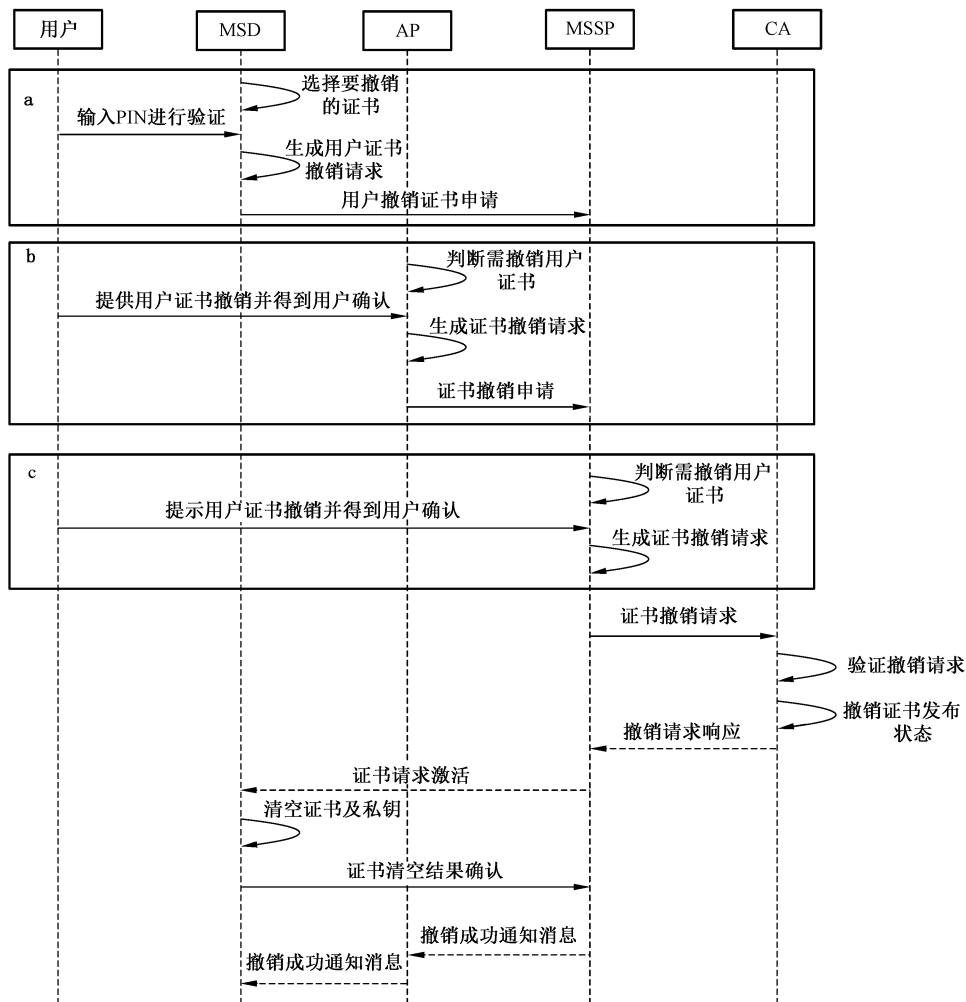 用户 MSD AP MSSP CA
a
选择要撤销
的证书
输入PIN进行验证
生成用户证书
撤销请求
用户撤销证书申请
b
判断需撤销用户
证书
提供用户证书撤销并得到用户确认
生成证书撤销请求
证书撤销申请
c
判断需撤销用户
证书
提示用户证书撤销并得到用户确认
生成证书撤销请求
证书撤销请求
验证撤销请求
撤销证书发布
状态
撤销请求响应
证书请求激活
清空证书及私钥
证书清空结果确认
撤销成功通知消息
撤销成功通知消息